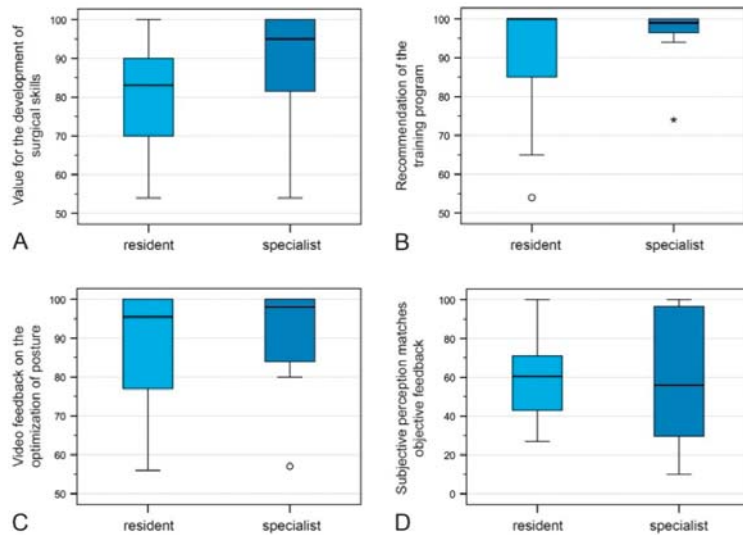 Value for the development of
surgical skills
100
90
80
70
60
50
A
resident
specialist
Recommendation of the
training program
100
90
80
70
60
50
*
B
resident
specialist
Video feedback on the
optimization of posture
100
90
80
70
60
50
C
resident
specialist
Subjective perception matches
objective feedback
100
80
60
40
20
0
D
resident
specialist